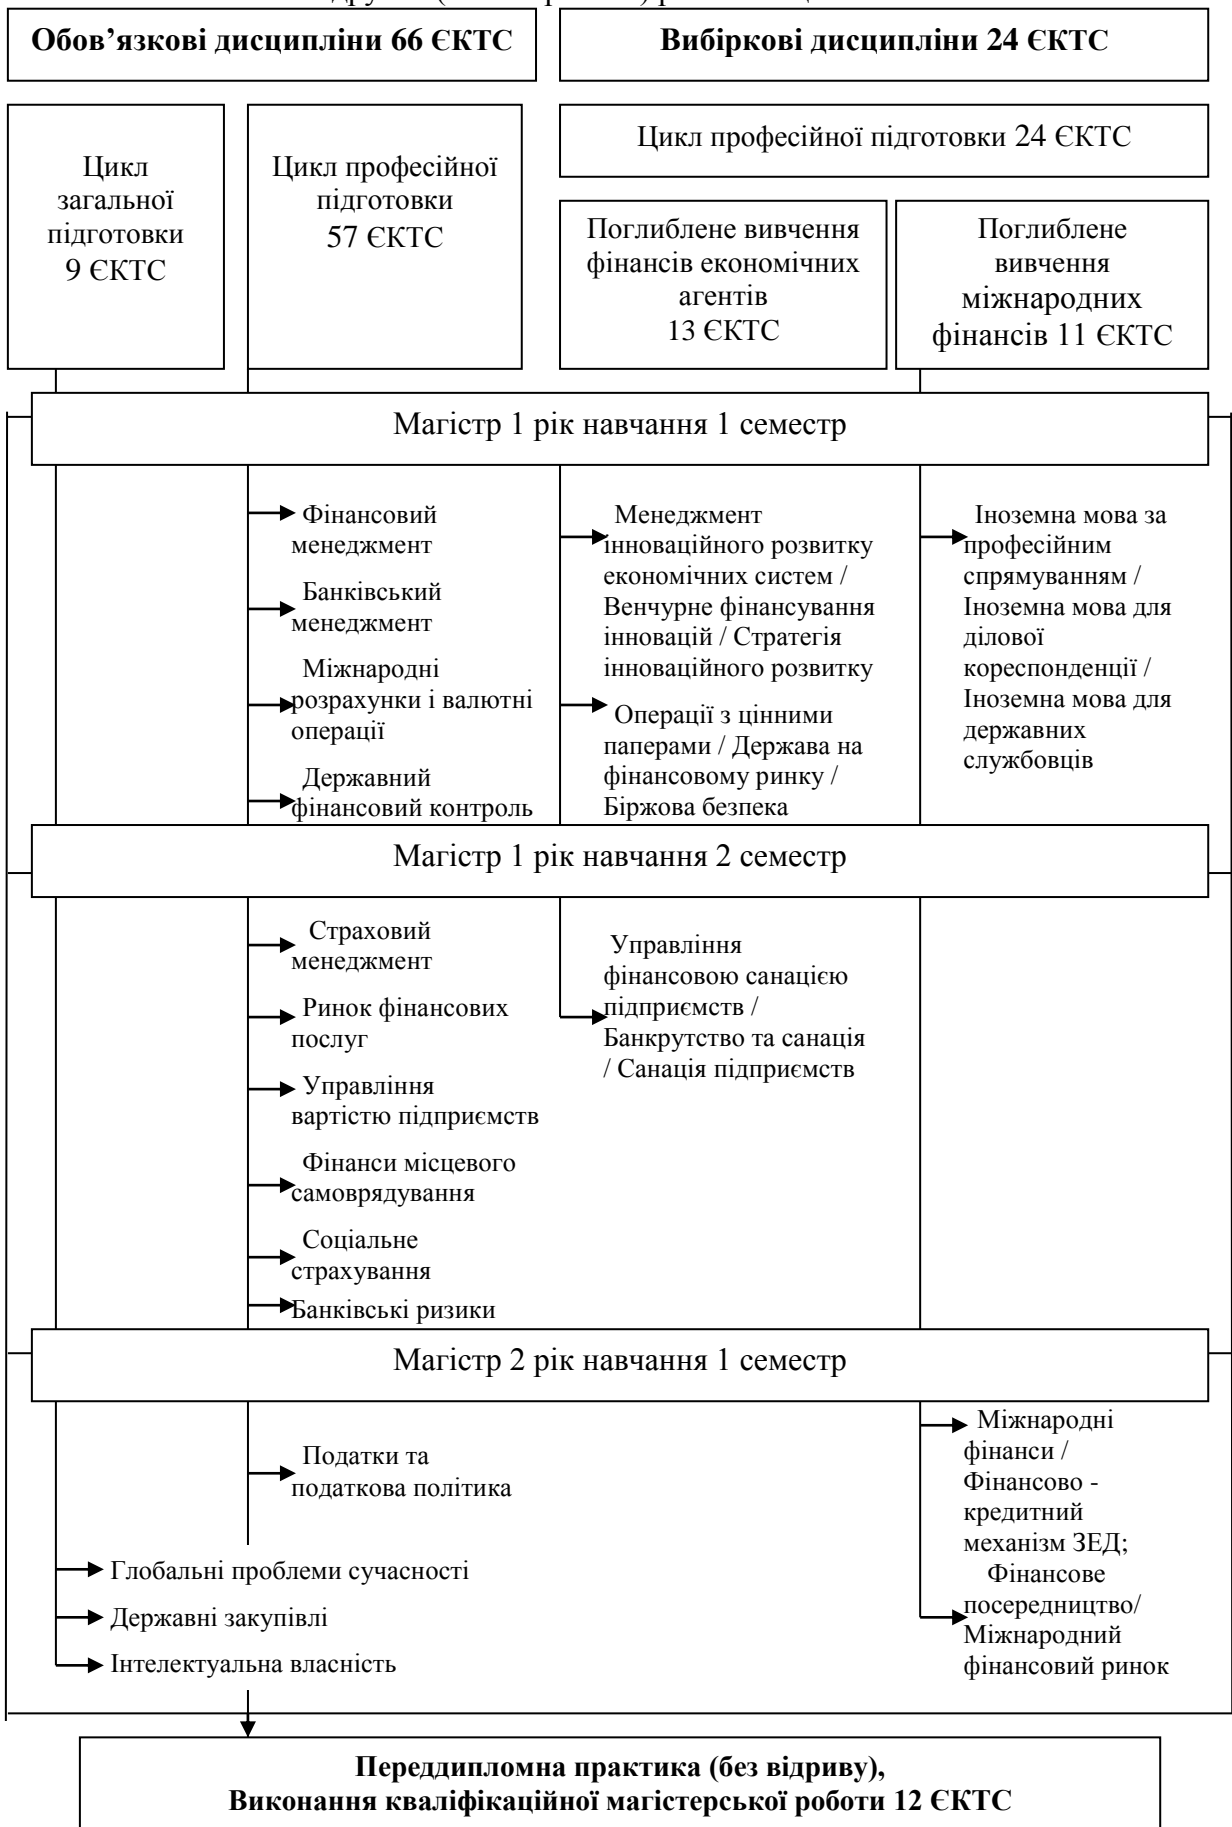 Обов’язкові дисципліни 66 ЄКТС
Вибіркові дисципліни 24 ЄКТС
Цикл
загальної
підготовки
9 ЄКТС
Цикл професійної
підготовки
57 ЄКТС
Цикл професійної підготовки 24 ЄКТС
Поглиблене вивчення
фінансів економічних
агентів
13 ЄКТС
Поглиблене
вивчення
міжнародних
фінансів 11 ЄКТС
Магістр 1 рік навчання 1 семестр
Фінансовий
менеджмент
Банківський
менеджмент
Міжнародні
розрахунки і валютні
операції
Державний
фінансовий контроль
Менеджмент
інноваційного розвитку
економічних систем /
Венчурне фінансування
інновацій / Стратегія
інноваційного розвитку
Операції з цінними
паперами / Держава на
фінансовому ринку /
Біржова безпека
Іноземна мова за
професійним
спрямуванням /
Іноземна мова для
ділової
кореспонденції /
Іноземна мова для
державних
службовців
Магістр 1 рік навчання 2 семестр
Страховий
менеджмент
Ринок фінансових
послуг
Управління
вартістю підприємств
Фінанси місцевого
самоврядування
Соціальне
страхування
Банківські ризики
Управління
фінансовою санацією
підприємств /
Банкрутство та санація
/ Санація підприємств
Магістр 2 рік навчання 1 семестр
Податки та
податкова політика
Глобальні проблеми сучасності
Державні закупівлі
Інтелектуальна власність
Міжнародні
фінанси /
Фінансово -
кредитний
механізм ЗЕД;
Фінансове
посередництво/
Міжнародний
фінансовий ринок
Переддипломна практика (без відриву),
Виконання кваліфікаційної магістерської роботи 12 ЄКТС